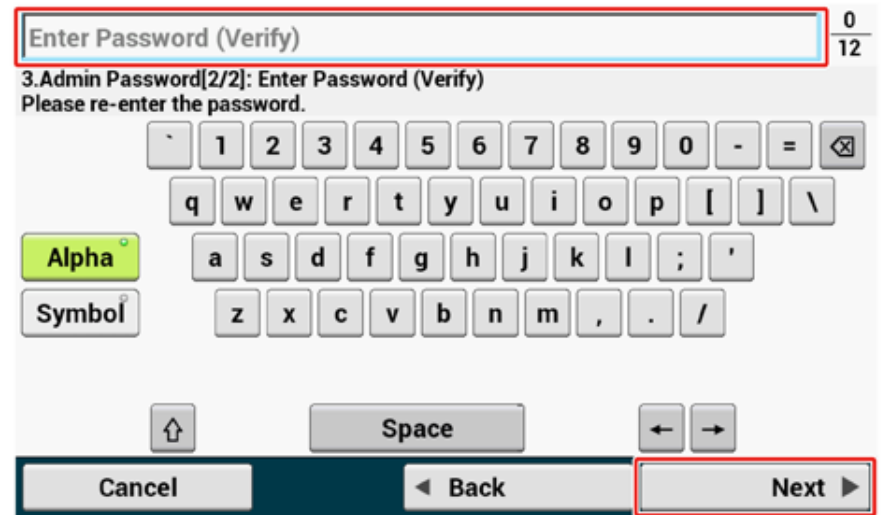 Enter Password (Verify)
0
12
3.Admin Password[2/2]: Enter Password (Verify)
Please re-enter the password.
` 1 2 3 4 5 6 7 8 9 0 - =
q w e r t y u i o p [ ] \
Alpha a s d f g h j k l ; '
Symbol z x c v b n m , . /
Space ← →
Cancel ◀ Back Next ▶